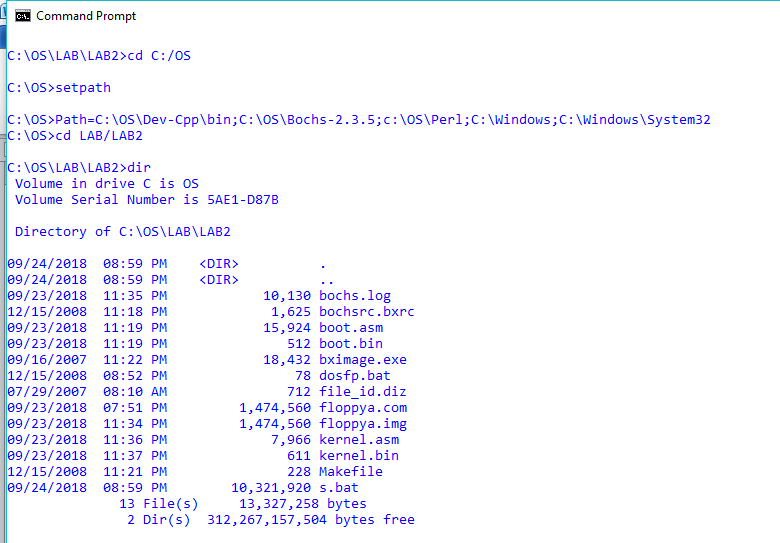 Command Prompt
C:\OS\LAB\LAB2>cd C:/OS
C:\OS>setpath
C:\OS>Path=C:\OS\Dev-Cpp\bin;C:\OS\Bochs-2.3.5;c:\OS\Perl;C:\Windows;C:\Windows\System32
C:\OS>cd LAB/LAB2
C:\OS\LAB\LAB2>dir
 Volume in drive C is OS
 Volume Serial Number is 5AE1-D87B
 Directory of C:\OS\LAB\LAB2
09/24/2018  08:59 PM    <DIR>          .
09/24/2018  08:59 PM    <DIR>          ..
09/23/2018  11:35 PM            10,130 bochs.log
12/15/2008  11:18 PM             1,625 bochsrc.bxrc
09/23/2018  11:19 PM            15,924 boot.asm
09/23/2018  11:19 PM               512 boot.bin
09/16/2007  11:22 PM            18,432 bximage.exe
12/15/2008  08:52 PM                78 dosfp.bat
07/29/2007  08:10 AM               712 file_id.diz
09/23/2018  07:51 PM         1,474,560 floppya.com
09/23/2018  11:34 PM         1,474,560 floppya.img
09/23/2018  11:36 PM             7,966 kernel.asm
09/23/2018  11:37 PM               611 kernel.bin
12/15/2008  11:21 PM               228 Makefile
09/24/2018  08:59 PM        10,321,920 s.bat
              13 File(s)     13,327,258 bytes
               2 Dir(s)  312,267,157,504 bytes free